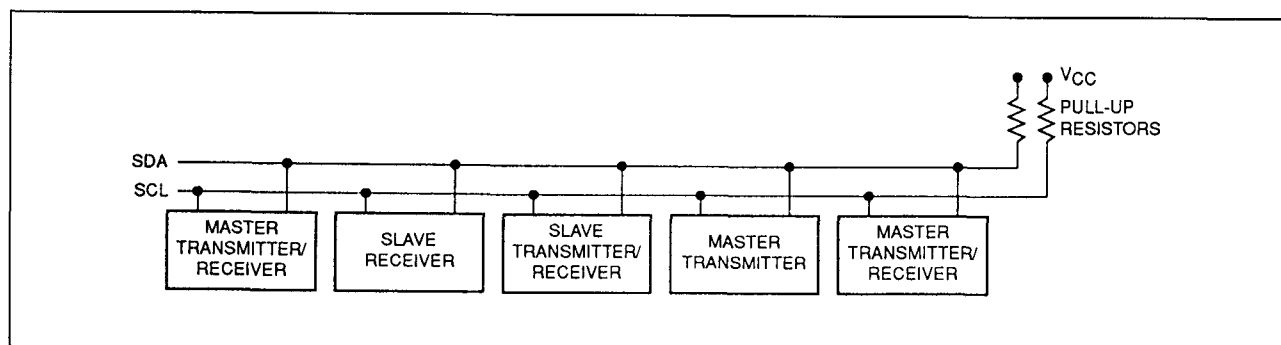 VCC
PULL-UP
RESISTORS
SDA
SCL
MASTER
TRANSMITTER/
RECEIVER
SLAVE
RECEIVER
SLAVE
TRANSMITTER/
RECEIVER
MASTER
TRANSMITTER
MASTER
TRANSMITTER/
RECEIVER